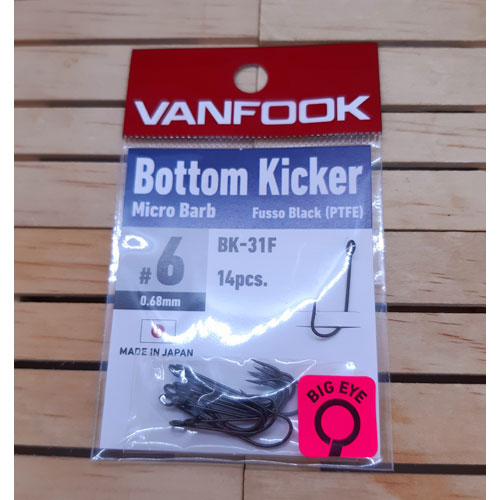 VANFOOK
Bottom Kicker
Micro Barb Fusso Black (PTFE)
#6
0.68mm
BK-31F
14pcs.
MADE IN JAPAN
BIG EYE